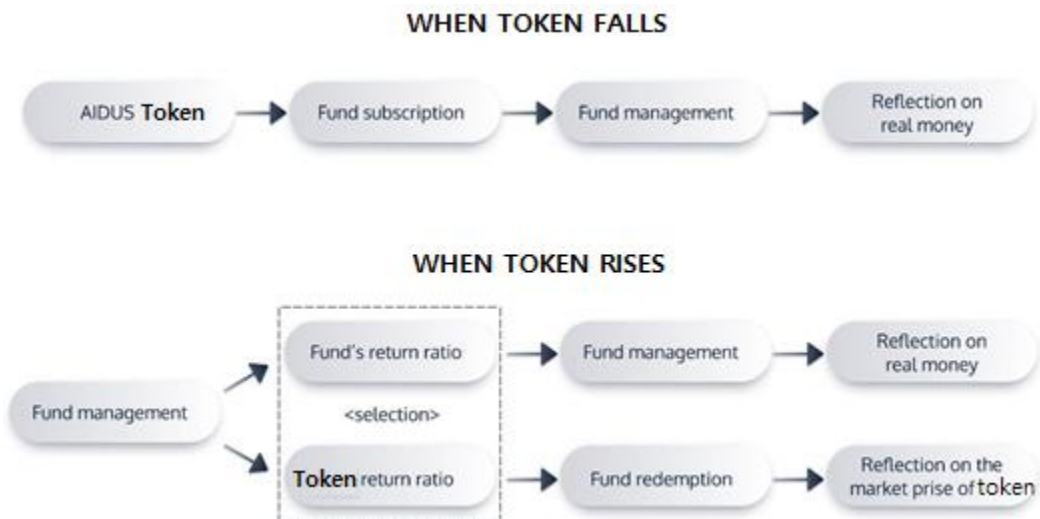 WHEN TOKEN FALLS
AIDUS Token
Fund subscription
Fund management
Reflection on
real money
WHEN TOKEN RISES
Fund management
Fund's return ratio
Fund management
Reflection on
real money
<selection>
Token return ratio
Fund redemption
Reflection on the
market prise of token